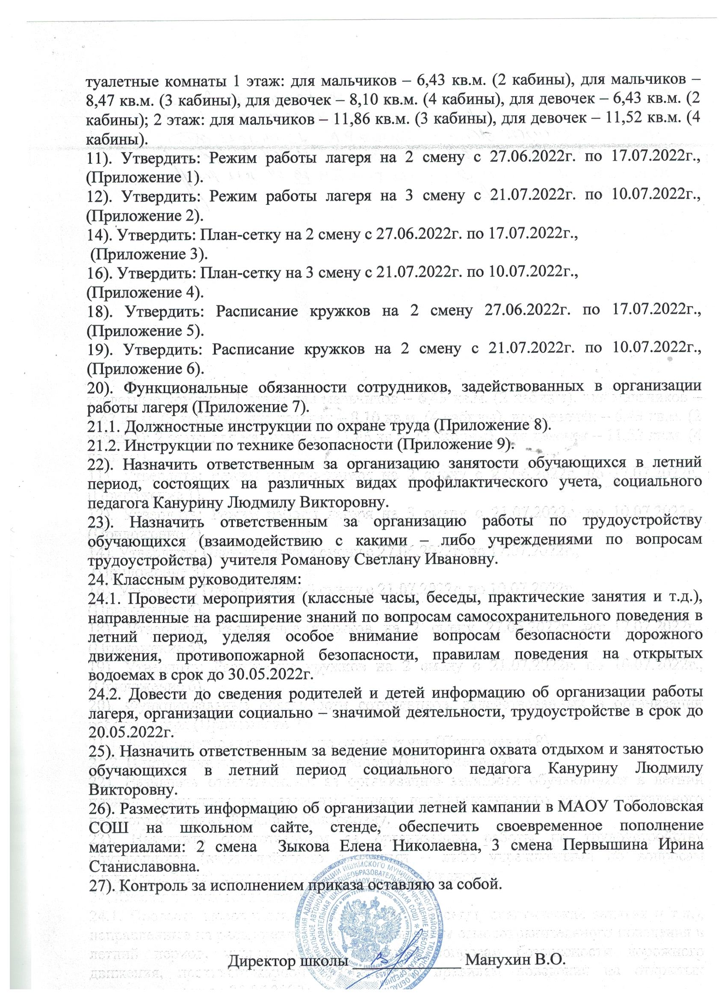 туалетные комнаты 1 этаж: для мальчиков – 6,43 кв.м. (2 кабины), для мальчиков –
8,47 кв.м. (3 кабины), для девочек – 8,10 кв.м. (4 кабины), для девочек – 6,43 кв.м. (2
кабины); 2 этаж: для мальчиков – 11,86 кв.м. (3 кабины), для девочек – 11,52 кв.м. (4
кабины).
11). Утвердить: Режим работы лагеря на 2 смену с 27.06.2022г. по 17.07.2022г.,
(Приложение 1).
12). Утвердить: Режим работы лагеря на 3 смену с 21.07.2022г. по 10.07.2022г.,
(Приложение 2).
14). Утвердить: План-сетку на 2 смену с 27.06.2022г. по 17.07.2022г.,
(Приложение 3).
16). Утвердить: План-сетку на 3 смену с 21.07.2022г. по 10.07.2022г.,
(Приложение 4).
18). Утвердить: Расписание кружков на 2 смену 27.06.2022г. по 17.07.2022г.,
(Приложение 5).
19). Утвердить: Расписание кружков на 2 смену с 21.07.2022г. по 10.07.2022г.,
(Приложение 6).
20). Функциональные обязанности сотрудников, задействованных в организации
работы лагеря (Приложение 7).
21.1. Должностные инструкции по охране труда (Приложение 8).
21.2. Инструкции по технике безопасности (Приложение 9).
22). Назначить ответственным за организацию занятости обучающихся в летний
период, состоящих на различных видах профилактического учета, социального
педагога Канурину Людмилу Викторовну.
23). Назначить ответственным за организацию работы по трудоустройству
обучающихся (взаимодействию с какими – либо учреждениями по вопросам
трудоустройства) учителя Романову Светлану Ивановну.
24. Классным руководителям:
24.1. Провести мероприятия (классные часы, беседы, практические занятия и т.д.),
направленные на расширение знаний по вопросам самосохранительного поведения в
летний период, уделяя особое внимание вопросам безопасности дорожного
движения, противопожарной безопасности, правилам поведения на открытых
водоемах в срок до 30.05.2022г.
24.2. Довести до сведения родителей и детей информацию об организации работы
лагеря, организации социально – значимой деятельности, трудоустройстве в срок до
20.05.2022г.
25). Назначить ответственным за ведение мониторинга охвата отдыхом и занятостью
обучающихся в летний период социального педагога Канурину Людмилу
Викторовну.
26). Разместить информацию об организации летней кампании в МАОУ Тоболовская
СОШ на школьном сайте, стенде, обеспечить своевременное пополнение
материалами: 2 смена Зыкова Елена Николаевна, 3 смена Первышина Ирина
Станиславовна.
27). Контроль за исполнением приказа оставляю за собой.
Директор школы ____________ Манухин В.О.